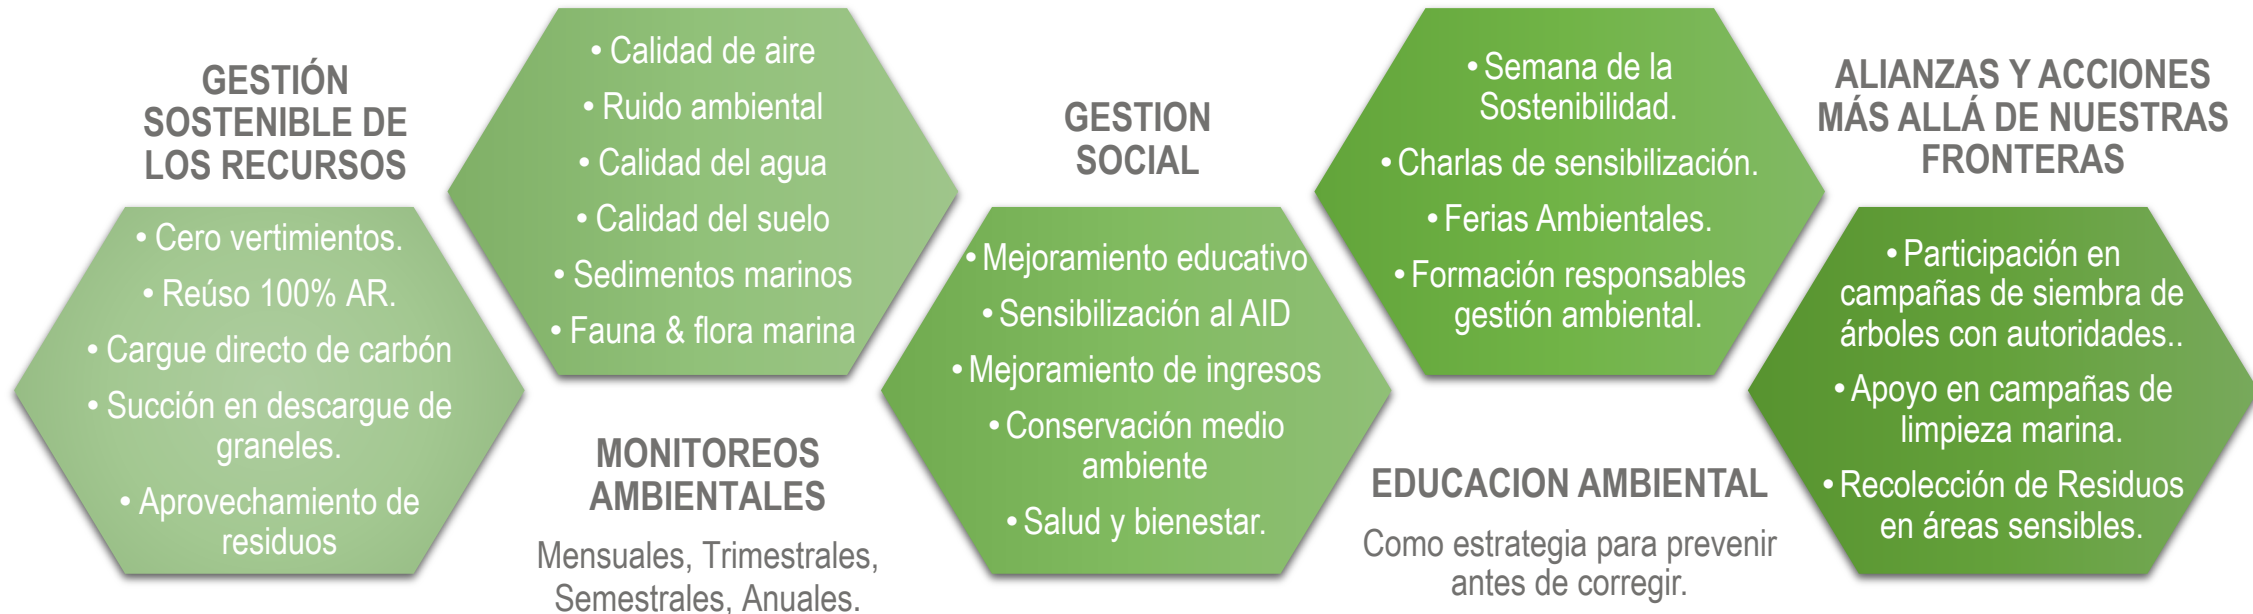 GESTIÓN
SOSTENIBLE DE
LOS RECURSOS
• Cero vertimientos.
• Reúso 100% AR.
• Cargue directo de carbón
• Succión en descargue de
graneles.
• Aprovechamiento de
residuos
• Calidad de aire
• Ruido ambiental
• Calidad del agua
• Calidad del suelo
• Sedimentos marinos
• Fauna & flora marina
MONITOREOS
AMBIENTALES
Mensuales, Trimestrales,
Semestrales, Anuales.
GESTION
SOCIAL
• Mejoramiento educativo
• Sensibilización al AID
• Mejoramiento de ingresos
• Conservación medio
ambiente
• Salud y bienestar.
• Semana de la
Sostenibilidad.
• Charlas de sensibilización.
• Ferias Ambientales.
• Formación responsables
gestión ambiental.
EDUCACION AMBIENTAL
Como estrategia para prevenir
antes de corregir.
ALIANZAS Y ACCIONES
MÁS ALLÁ DE NUESTRAS
FRONTERAS
• Participación en
campañas de siembra de
árboles con autoridades..
• Apoyo en campañas de
limpieza marina.
• Recolección de Residuos
en áreas sensibles.